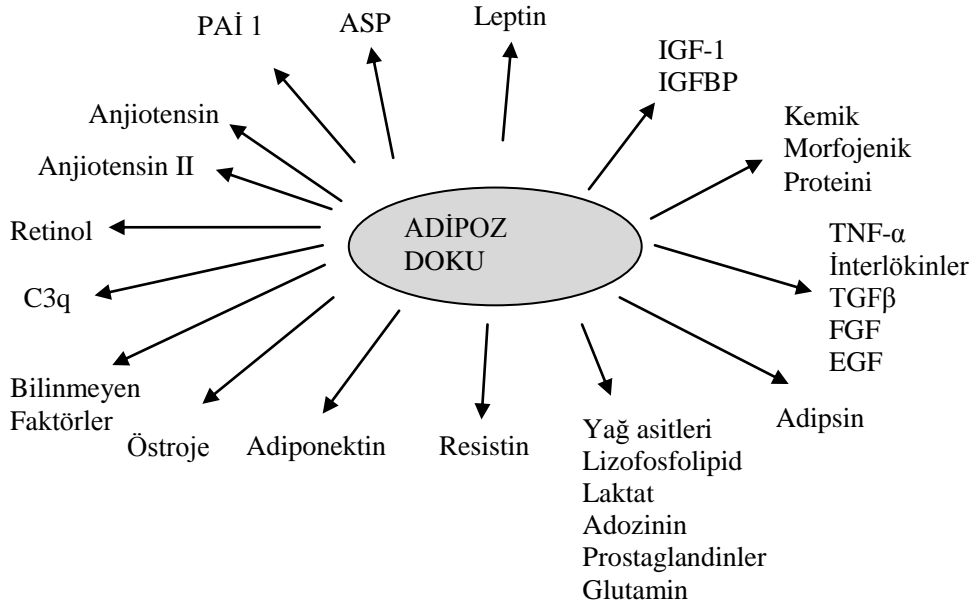 PAİ 1
ASP
Leptin
IGF-1
IGFBP
Kemik
Morfojenik
Proteini
Anjiotensin
Anjiotensin II
Retinol
C3q
Bilinmeyen
Faktörler
ADİPOZ
DOKU
TNF-α
İnterlökinler
TGFβ
FGF
EGF
Adipsin
Östroje
Adiponektin
Resistin
Yağ asitleri
Lizofosfolipid
Laktat
Adozinin
Prostaglandinler
Glutamin